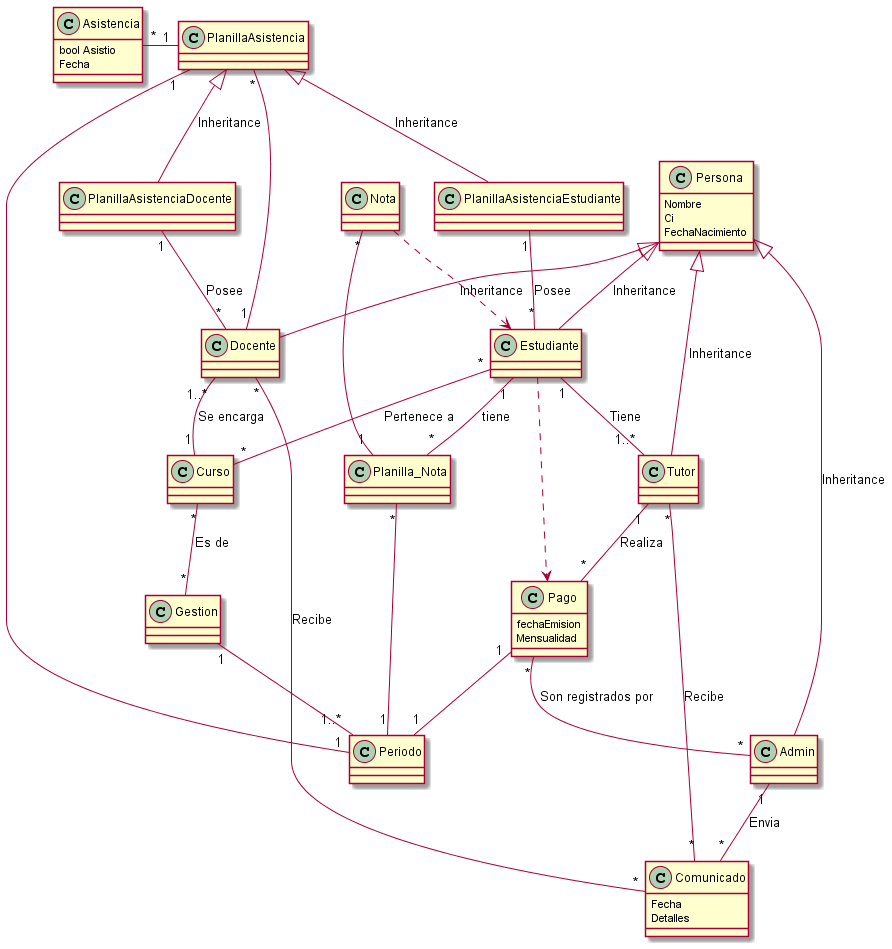 C Asistencia
bool Asistio
Fecha
* 1
C PlanillaAsistencia
1
*
Inheritance
Inheritance
C PlanillaAsistenciaDocente
C Nota
C PlanillaAsistenciaEstudiante
C Persona
Nombre
Ci
FechaNacimiento
1
*
1
Posee
Inheritance
Posee
Inheritance
*
1
*
Inheritance
C Docente
C Estudiante
1..*
*
*
1
1
Se encarga
Pertenece a
tiene
Tiene
1
*
1
*
1..*
C Curso
C Planilla_Nota
C Tutor
Inheritance
*
*
1
*
Es de
Realiza
*
*
C Gestion
C Pago
fechaEmision
Mensualidad
Recibe
1
1
*
Son registrados por
Recibe
1..*
1
1
1
*
C Periodo
C Admin
1
Envia
*
*
*
C Comunicado
Fecha
Detalles